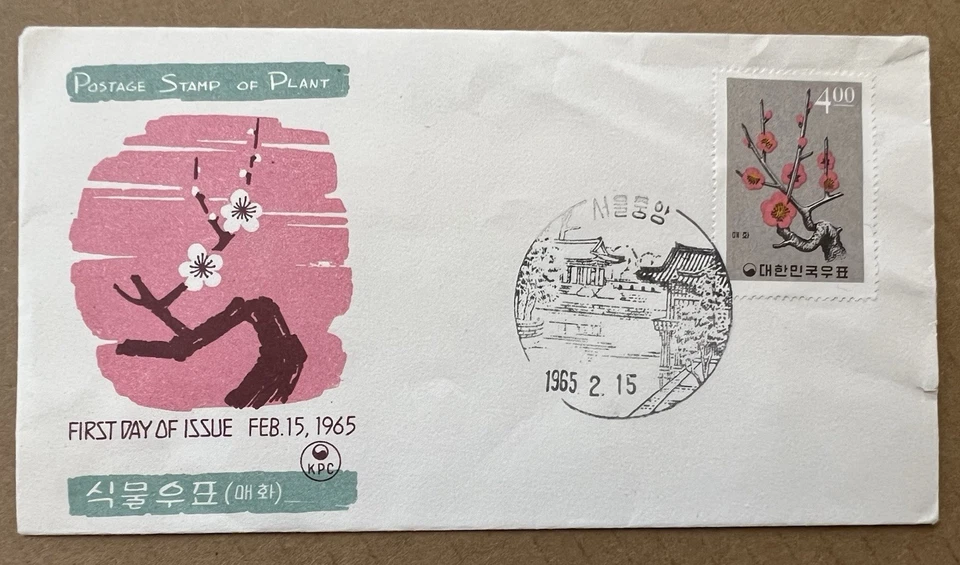 POSTAGE STAMP OF PLANT
FIRST DAY OF ISSUE FEB. 15, 1965
KPC
식물우표(매화)
서울중앙
1965. 2. 15
4.00
매화
대한민국우표